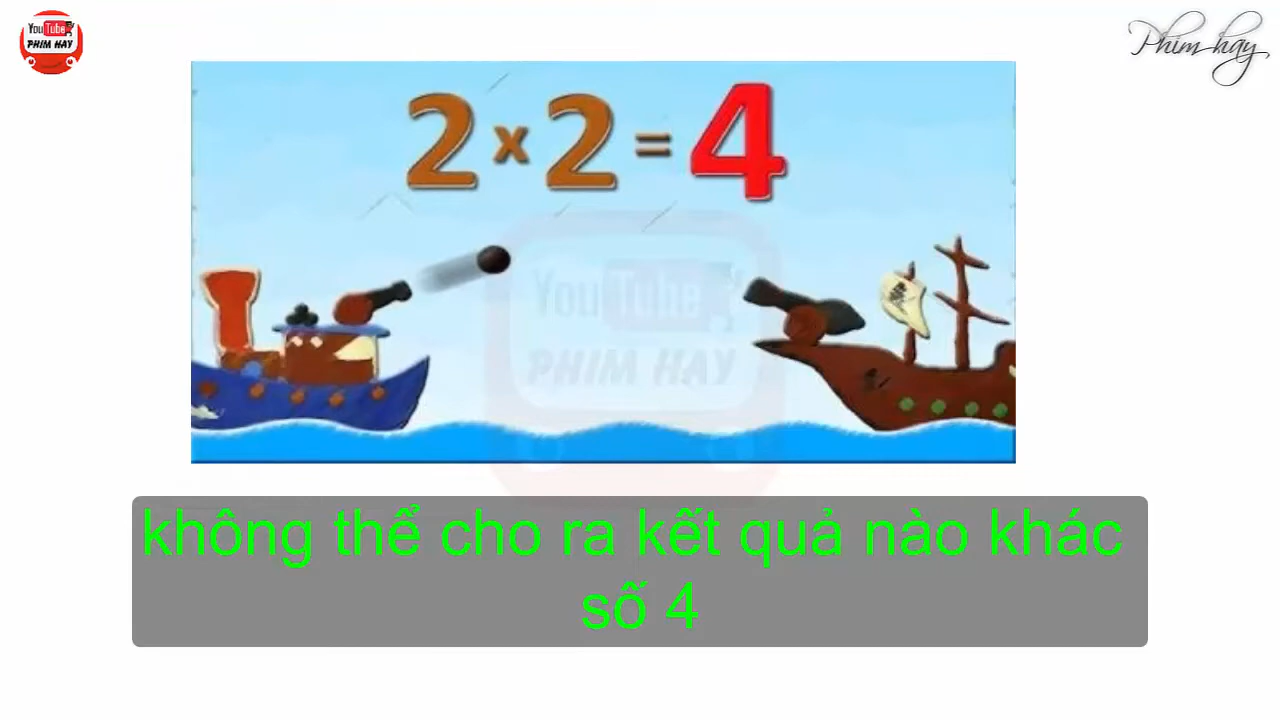 YouTube
PHIM HAY
Phim hay
2 x 2 = 4
YouTube
PHIM HAY
không thể cho ra kết quả nào khác
số 4